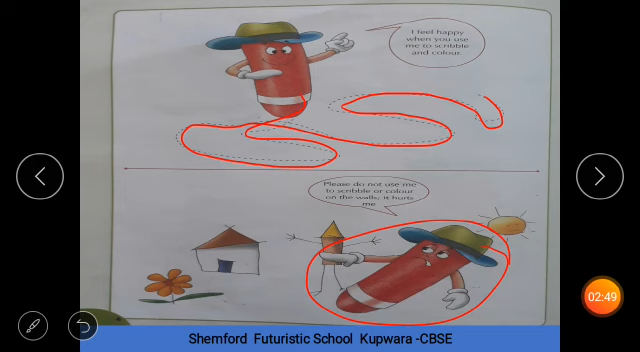 I feel happy
when you use
me to scribble
and colour.
Please do not use me
to scribble or colour
on the walls; it hurts
me
02:49
Shemford  Futuristic School  Kupwara -CBSE